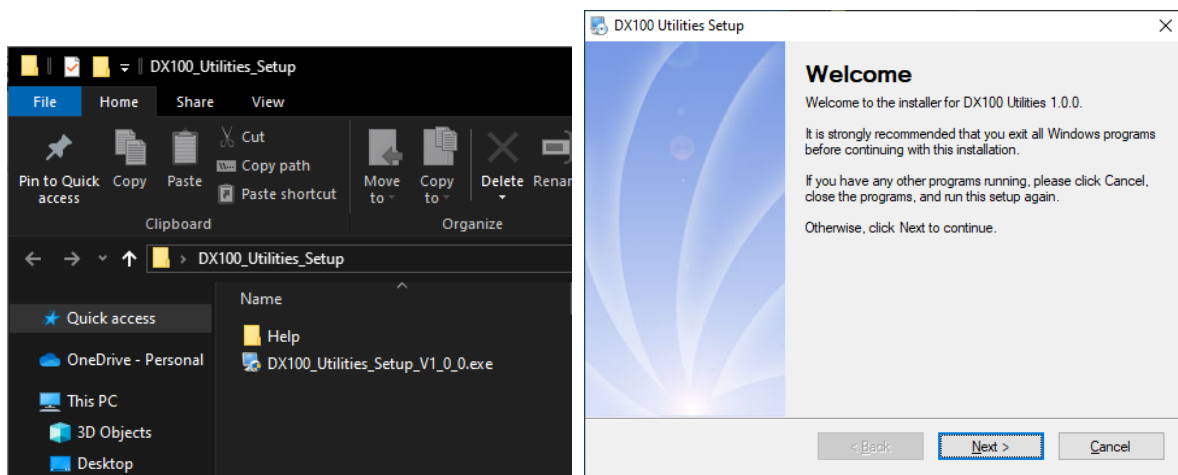 DX100_Utilities_Setup
File Home Share View
Pin to Quick access
Copy
Paste
Cut
Copy path
Paste shortcut
Move to
Copy to
Delete
Renar
Clipboard
Organize
DX100_Utilities_Setup
Name
Quick access
OneDrive - Personal
This PC
3D Objects
Desktop
Help
DX100_Utilities_Setup_V1_0_0.exe
DX100 Utilities Setup
Welcome
Welcome to the installer for DX100 Utilities 1.0.0.
It is strongly recommended that you exit all Windows programs
before continuing with this installation.
If you have any other programs running, please click Cancel,
close the programs, and run this setup again.
Otherwise, click Next to continue.
< Back Next > Cancel